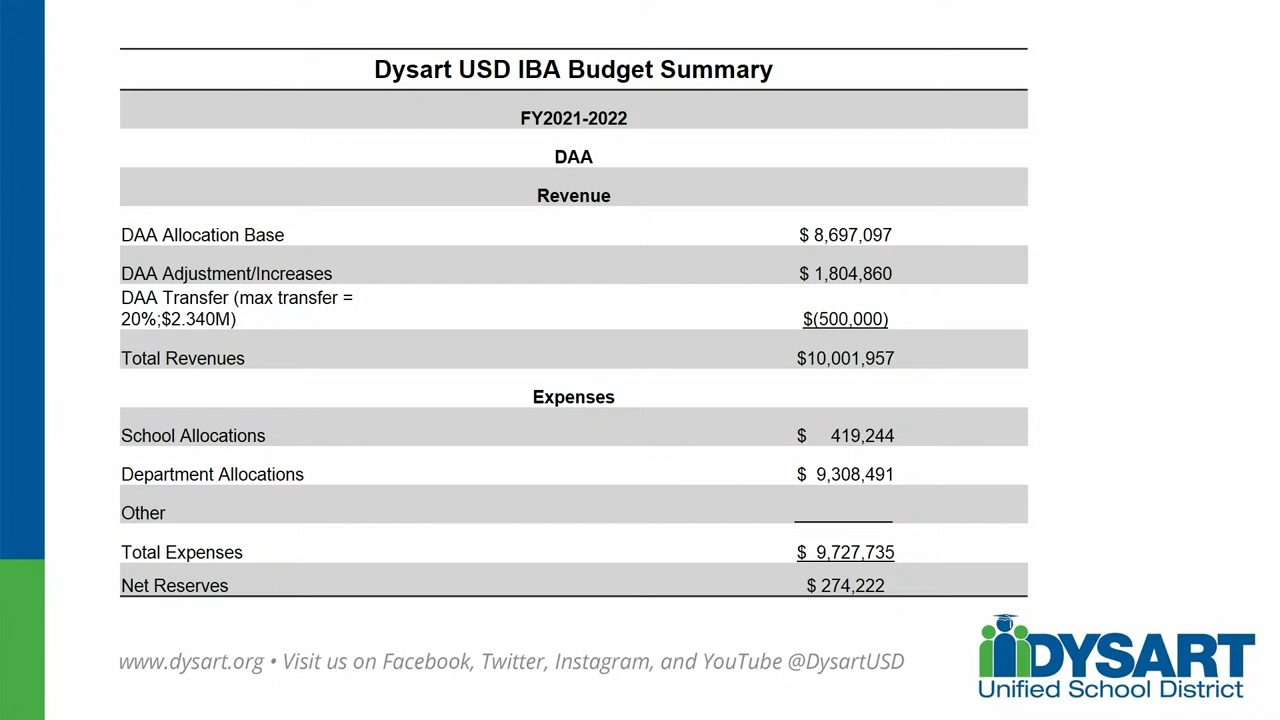 Dysart USD IBA Budget Summary
FY2021-2022
DAA
Revenue
DAA Allocation Base $ 8,697,097
DAA Adjustment/Increases $ 1,804,860
DAA Transfer (max transfer =
20%;$2.340M) $(500,000)
Total Revenues $10,001,957
Expenses
School Allocations $ 419,244
Department Allocations $ 9,308,491
Other
Total Expenses $ 9,727,735
Net Reserves $ 274,222
www.dysart.org • Visit us on Facebook, Twitter, Instagram, and YouTube @DysartUSD
DYSART
Unified School District